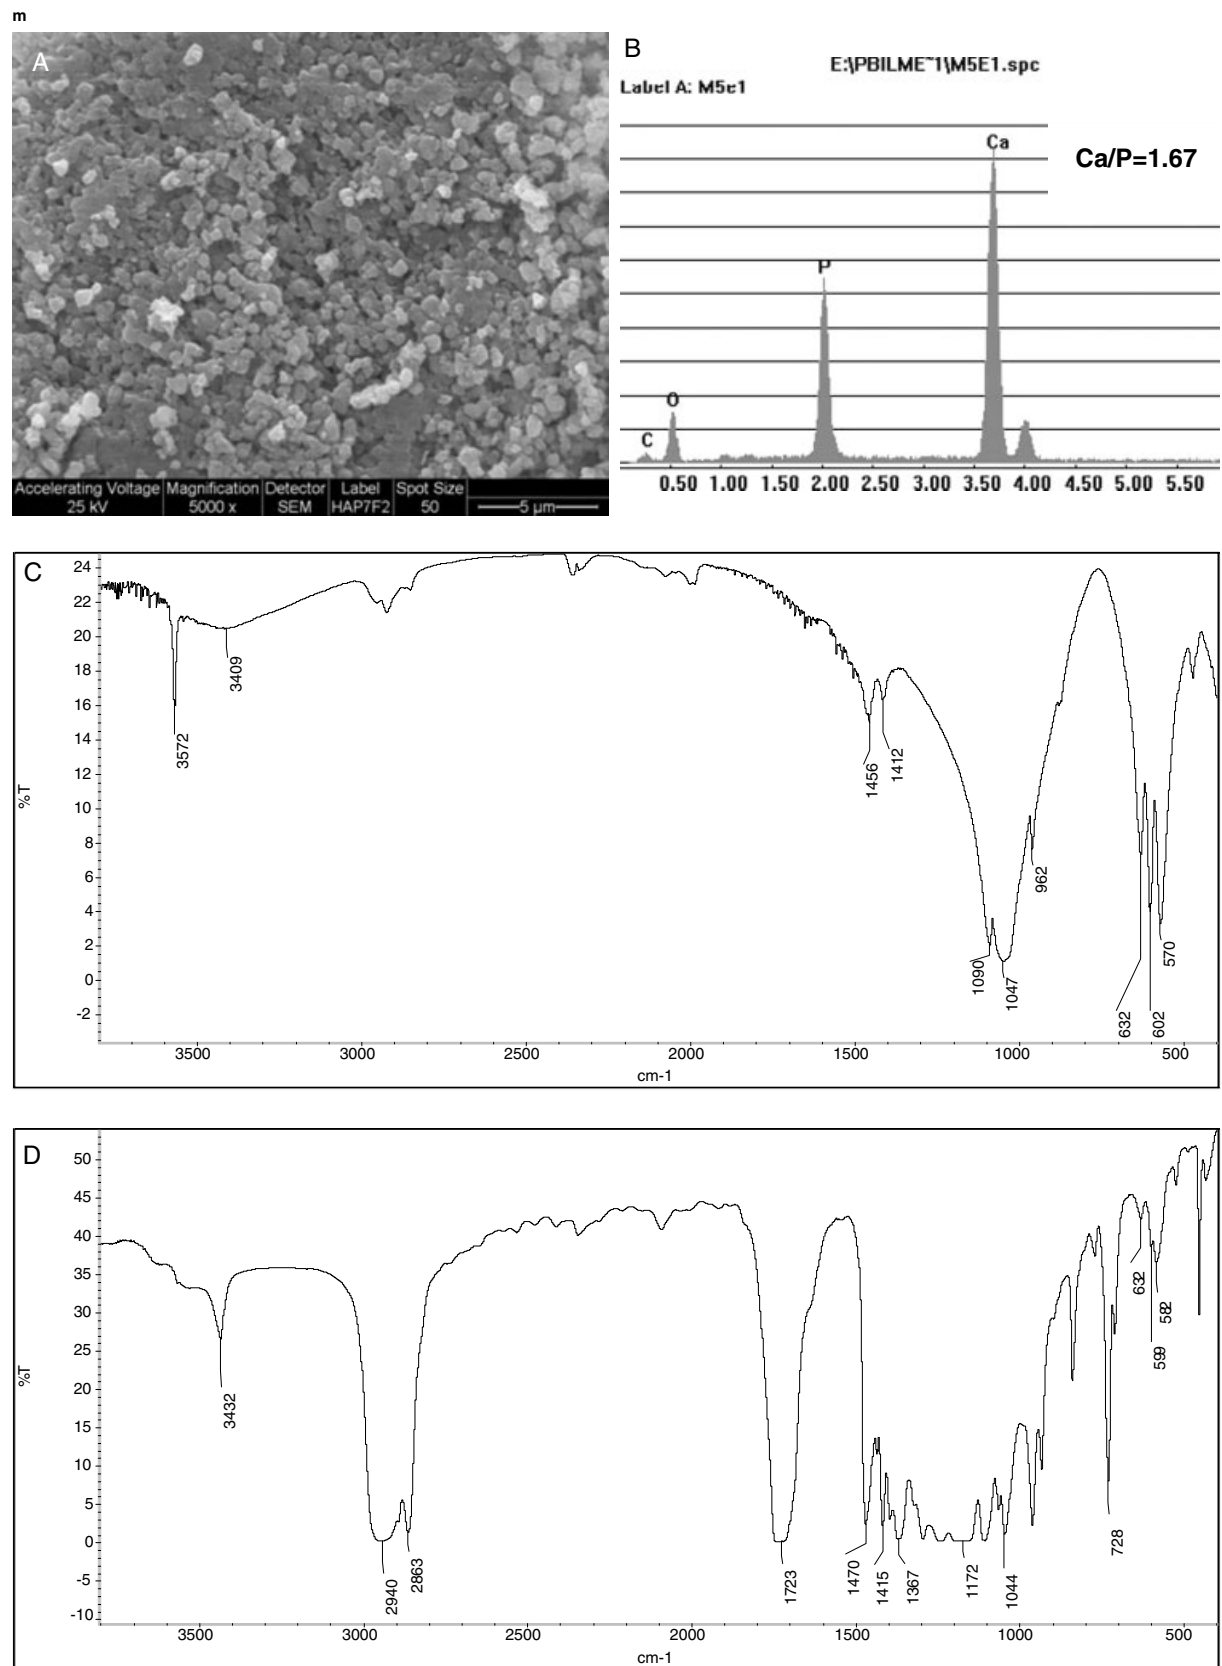 m
A
Accelerating Voltage Magnification Detector Label Spot Size
25 kV 5000 x SEM HAP7F2 50 5 µm
B
E:\PBILME~1\M5E1.spc
Label A: M5e1
Ca/P=1.67
Ca
P
O
C
0.50 1.00 1.50 2.00 2.50 3.00 3.50 4.00 4.50 5.00 5.50
C
24
22
20
18
16
14
12
10
8
6
4
2
0
-2
%T
3572
3409
1456
1412
1090
1047
962
632
602
570
3500 3000 2500 2000 1500 1000 500
cm-1
D
50
45
40
35
30
25
20
15
10
5
0
-5
-10
%T
3432
2940
2863
1723
1470
1415
1367
1172
1044
728
632
599
582
3500 3000 2500 2000 1500 1000 500
cm-1